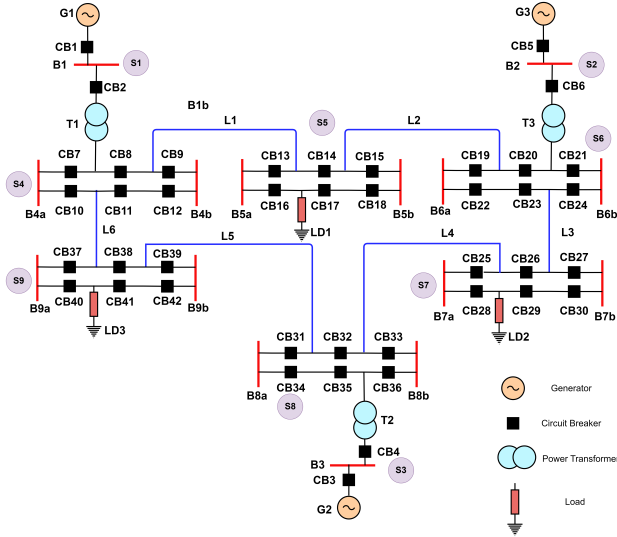 G1
G3
CB1
CB5
B1
S1
B2
S2
CB2
CB6
B1b
T1
L1
S5
L2
T3
S6
CB7
CB8
CB9
CB13
CB14
CB15
CB19
CB20
CB21
S4
CB10
CB11
CB12
CB16
CB17
CB18
CB22
CB23
CB24
B4a
B4b
B5a
B5b
B6a
B6b
LD1
L6
L5
L4
L3
CB37
CB38
CB39
CB25
CB26
CB27
S9
S7
CB40
CB41
CB42
CB28
CB29
CB30
B9a
B9b
B7a
B7b
LD3
LD2
CB31
CB32
CB33
CB34
CB35
CB36
B8a
B8b
S8
T2
CB4
B3
S3
CB3
G2
Generator
Circuit Breaker
Power Transformer
Load